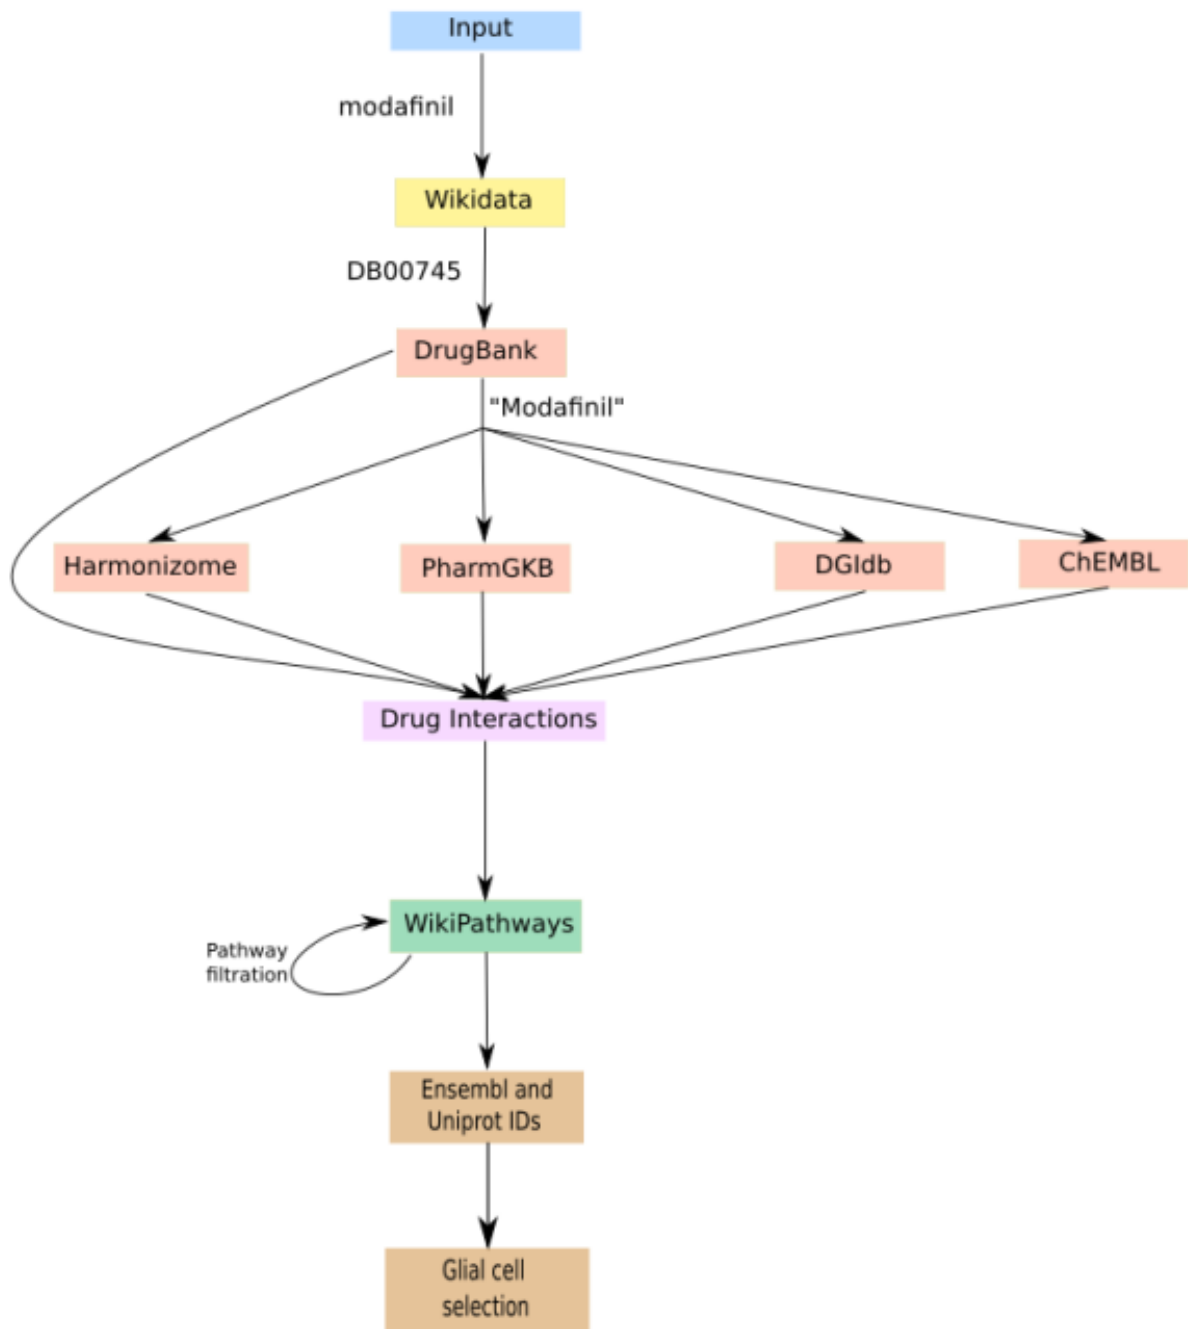 Input
modafinil
Wikidata
DB00745
DrugBank
"Modafinil"
Harmonizome
PharmGKB
DGIdb
ChEMBL
Drug Interactions
WikiPathways
Pathway
filtration
Ensembl and
Uniprot IDs
Glial cell
selection